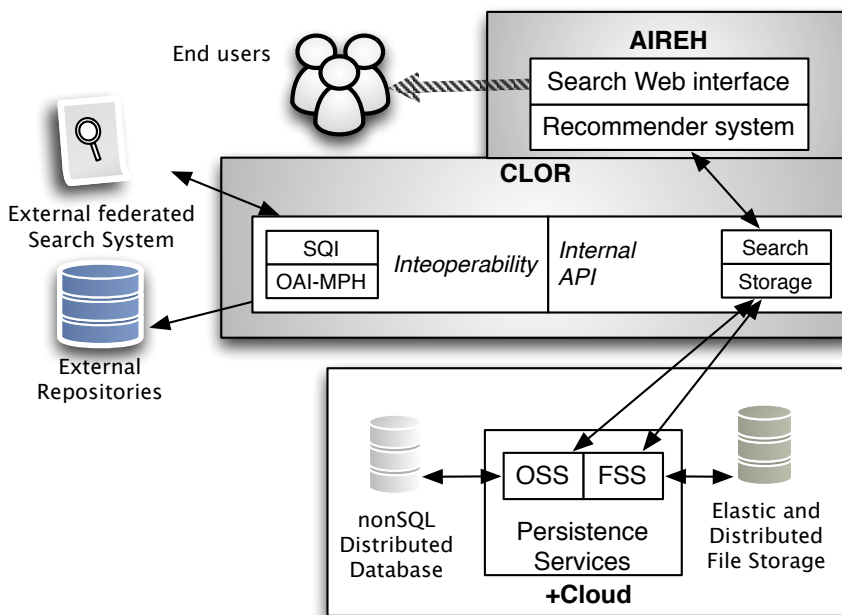 AIREH
End users
Search Web interface
Recommender system
CLOR
External federated
Search System
SQI
OAI-MPH
Inteoperability
Internal
API
Search
Storage
External
Repositories
OSS
FSS
nonSQL
Distributed
Database
Persistence
Services
Elastic and
Distributed
File Storage
+Cloud